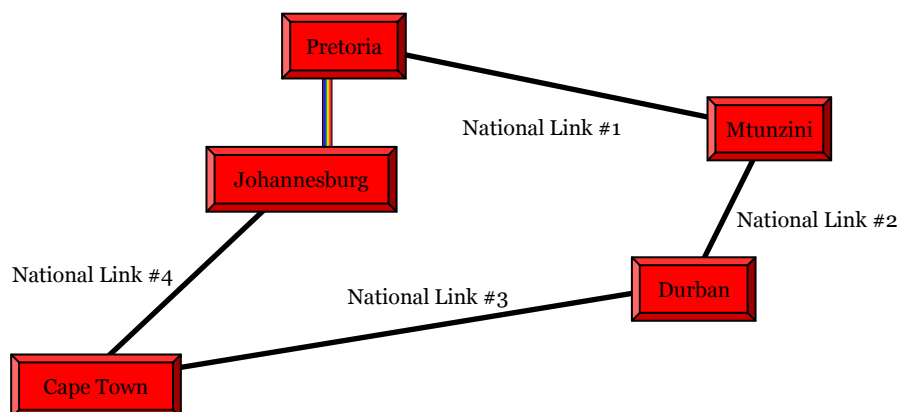 Pretoria
National Link #1
Mtunzini
Johannesburg
National Link #2
National Link #4
National Link #3
Durban
Cape Town